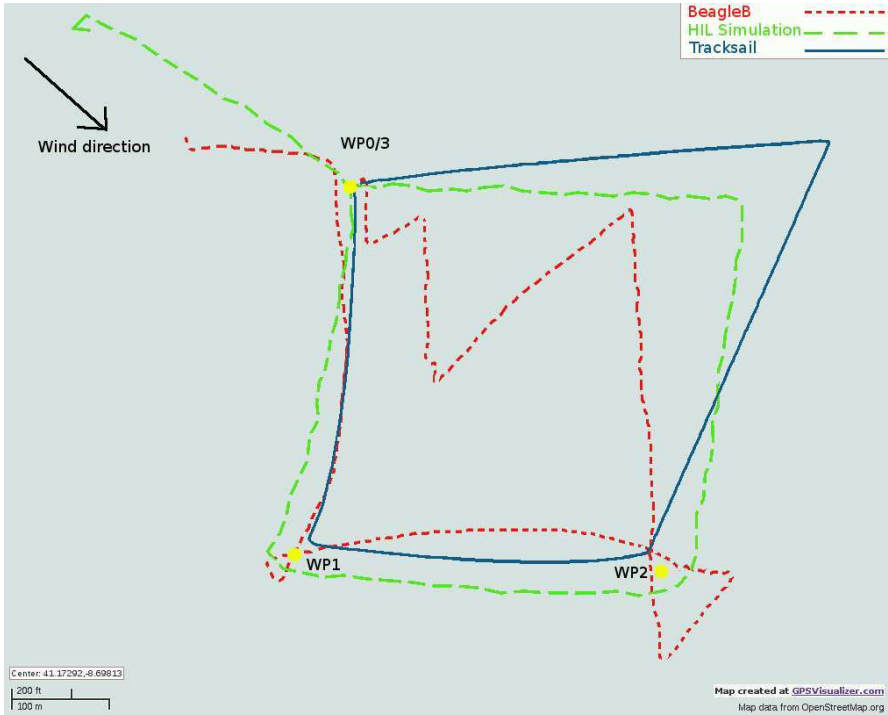 BeagleB
HIL Simulation
Tracksail
Wind direction
WP0/3
WP1
WP2
Center: 41.17292,-8.69813
200 ft
100 m
Map created at GPSVisualizer.com
Map data from OpenStreetMap.org